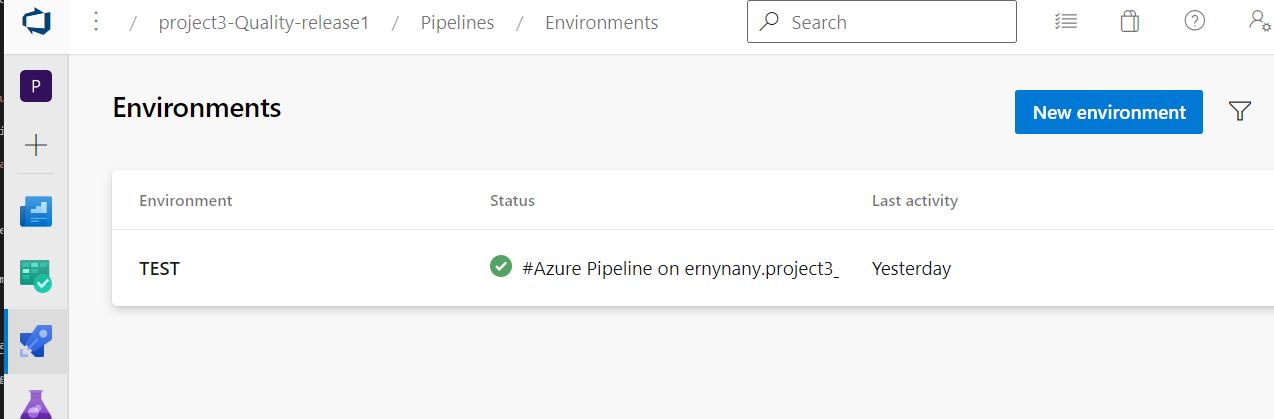 / project3-Quality-release1 / Pipelines / Environments Search
P
Environments
New environment
Environment Status Last activity
TEST #Azure Pipeline on ernynany.project3_ Yesterday